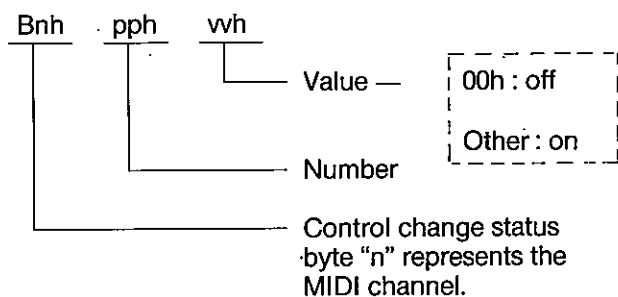 Bnh pph vvh
Value — 00h : off
Other : on
Number
Control change status
byte “n” represents the
MIDI channel.